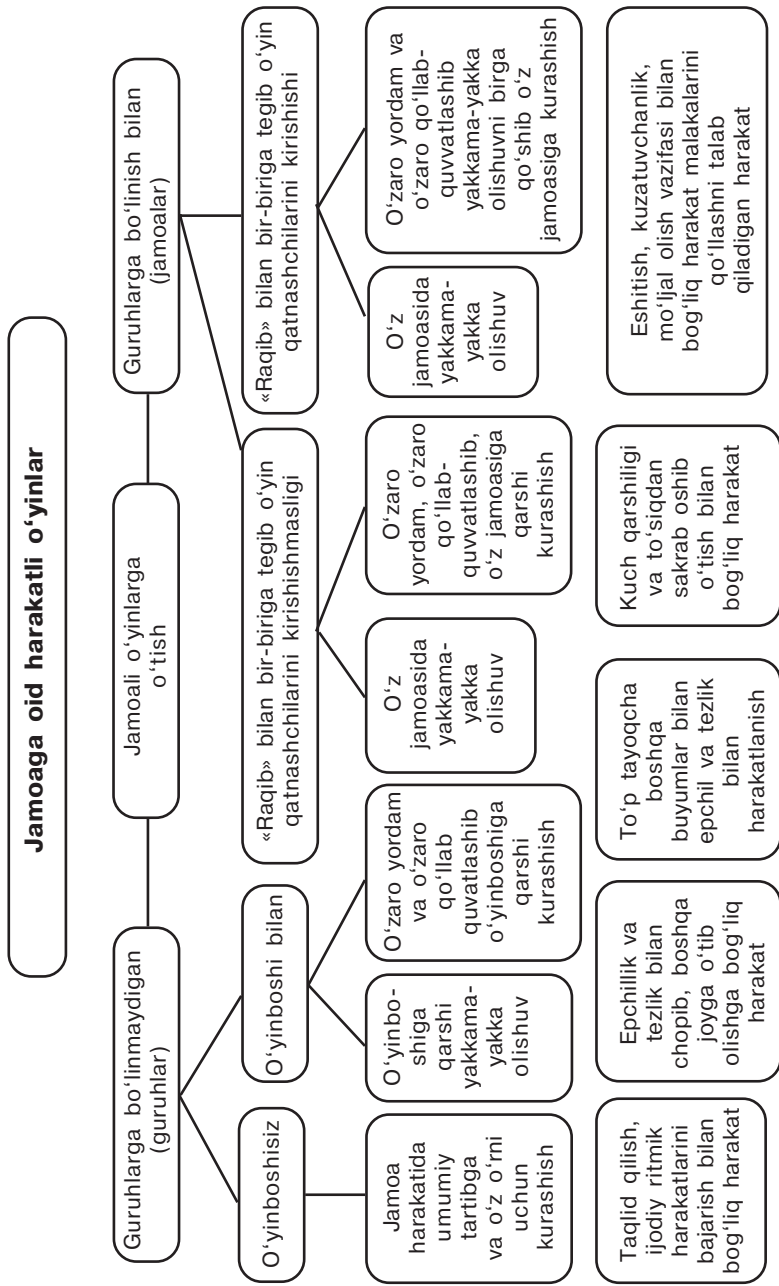 Jamoaga oid harakatli o‘yinlar
Guruhlarga bo‘linmaydigan
(guruhlar)
Jamoali o‘yinlarga
o‘tish
Guruhlarga bo‘linish bilan
(jamoalar)
O‘yinboshisiz
O‘yinboshi bilan
«Raqib» bilan bir-biriga tegib o‘yin
qatnashchilarini kirishishmasligi
«Raqib» bilan bir-biriga tegib o‘yin
qatnashchilarini kirishishi
Jamoa
harakatida
umumiy
tartibga
va o‘z o‘rni
uchun
kurashish
O‘yinbo-
shiga
qarshi
yakkama-
yakka
olishuv
O‘zaro yordam
va o‘zaro
qo‘llab
quvatlashib
o‘yinboshiga
qarshi
kurashish
O‘z
jamoasida
yakkama-
yakka
olishuv
O‘zaro
yordam, o‘zaro
qo‘llab-
quvvatlashib,
o‘z jamoasiga
qarshi
kurashish
O‘z
jamoasida
yakkama-
yakka
olishuv
O‘zaro yordam va
o‘zaro qo‘llab-
quvvatlashib
yakkama-yakka
olishuvni birga
qo‘shib o‘z
jamoasiga kurashish
Taqlid qilish,
ijodiy ritmik
harakatlarini
bajarish bilan
bog‘liq harakat
Epchillik va
tezlik bilan
chopib, boshqa
joyga o‘tib
olishga bog‘liq
harakat
To‘p tayoqcha
boshqa
buyumlar bilan
epchil va tezlik
bilan
harakatlanish
Kuch qarshiligi
va to‘siqdan
sakrab oshib
o‘tish bilan
bog‘liq harakat
Eshitish, kuzatuvchanlik,
mo‘ljal olish vazifasi bilan
bog‘liq harakat malakalarini
qo‘llashni talab
qiladigan harakat